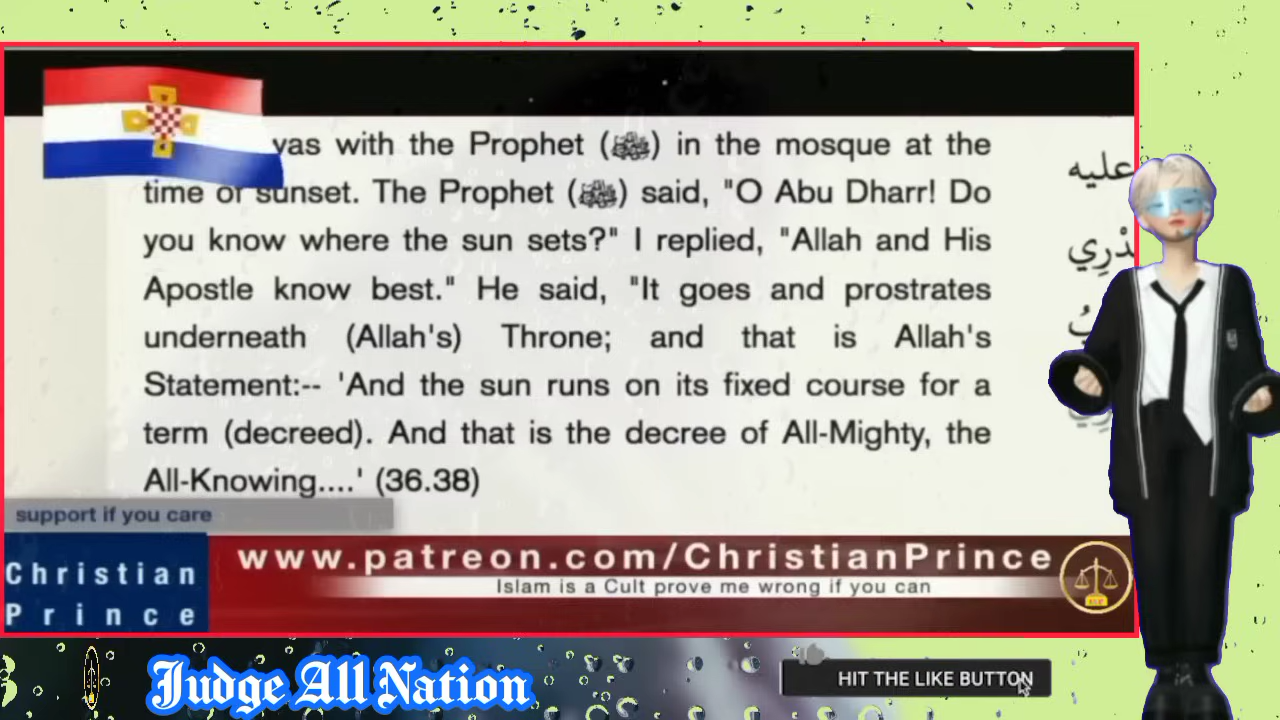 was with the Prophet (ﷺ) in the mosque at the
time of sunset. The Prophet (ﷺ) said, "O Abu Dharr! Do
you know where the sun sets?" I replied, "Allah and His
Apostle know best." He said, "It goes and prostrates
underneath (Allah's) Throne; and that is Allah's
Statement:-- 'And the sun runs on its fixed course for a
term (decreed). And that is the decree of All-Mighty, the
All-Knowing....' (36.38)
عليه
support if you care
Christian
Prince
www.patreon.com/ChristianPrince
Islam is a Cult prove me wrong if you can
Judge All Nation
HIT THE LIKE BUTTON